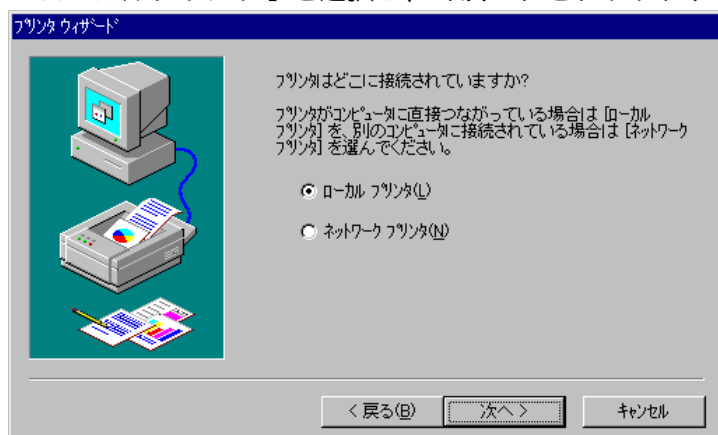 ﾌﾟﾘﾝﾀ ｳｨｻﾞｰﾄﾞ
ﾌﾟﾘﾝﾀはどこに接続されていますか?
ﾌﾟﾘﾝﾀがｺﾝﾋﾟｭｰﾀに直接つながっている場合は [ﾛｰｶﾙ
ﾌﾟﾘﾝﾀ] を、別のｺﾝﾋﾟｭｰﾀに接続されている場合は [ﾈｯﾄﾜｰｸ
ﾌﾟﾘﾝﾀ] を選んでください。
ﾛｰｶﾙ ﾌﾟﾘﾝﾀ(L)
ﾈｯﾄﾜｰｸ ﾌﾟﾘﾝﾀ(N)
< 戻る(B)
次へ >
ｷｬﾝｾﾙ